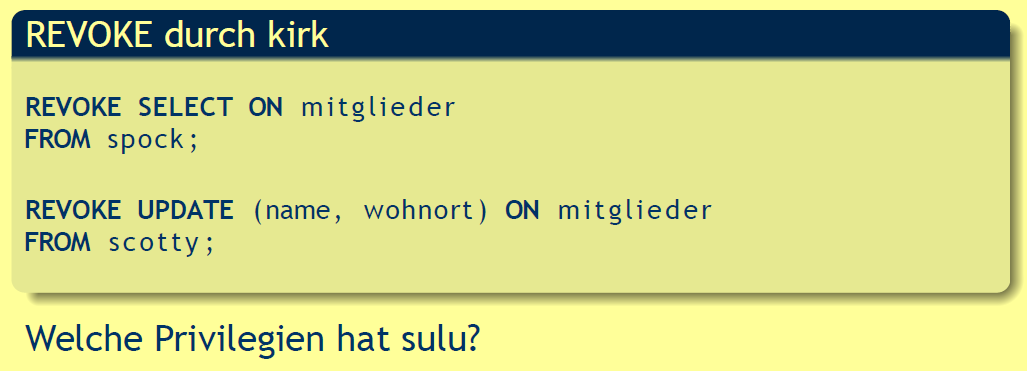 REVOKE durch kirk
REVOKE SELECT ON mitglieder
FROM spock;
REVOKE UPDATE (name, wohnort) ON mitglieder
FROM scotty;
Welche Privilegien hat sulu?